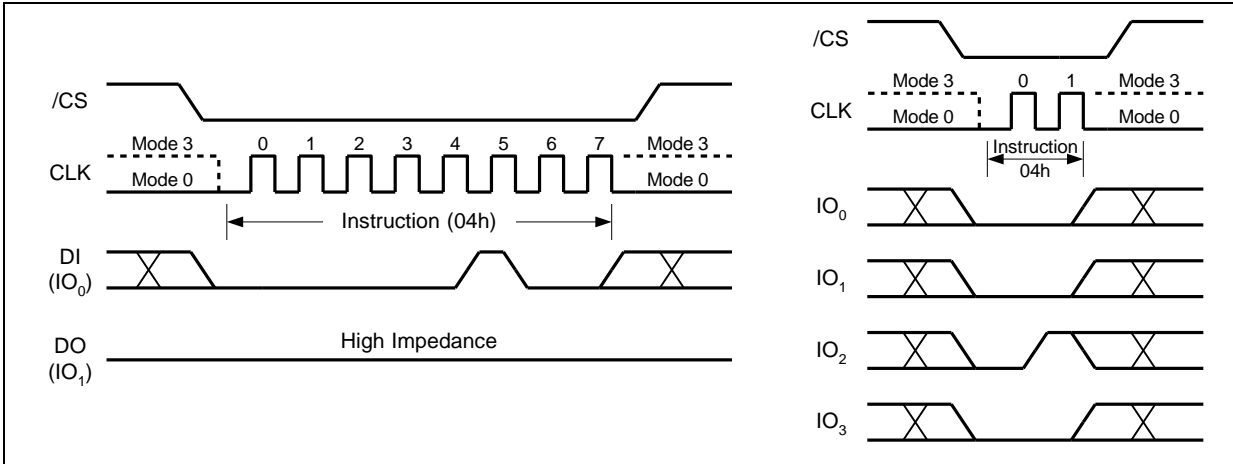 /CS
Mode 3
0 1 2 3 4 5 6 7
Mode 3
CLK
Mode 0
Mode 0
Instruction (04h)
DI
(IO0)
High Impedance
DO
(IO1)
/CS
Mode 3
0 1
Mode 3
CLK
Mode 0
Mode 0
Instruction
04h
IO0
IO1
IO2
IO3